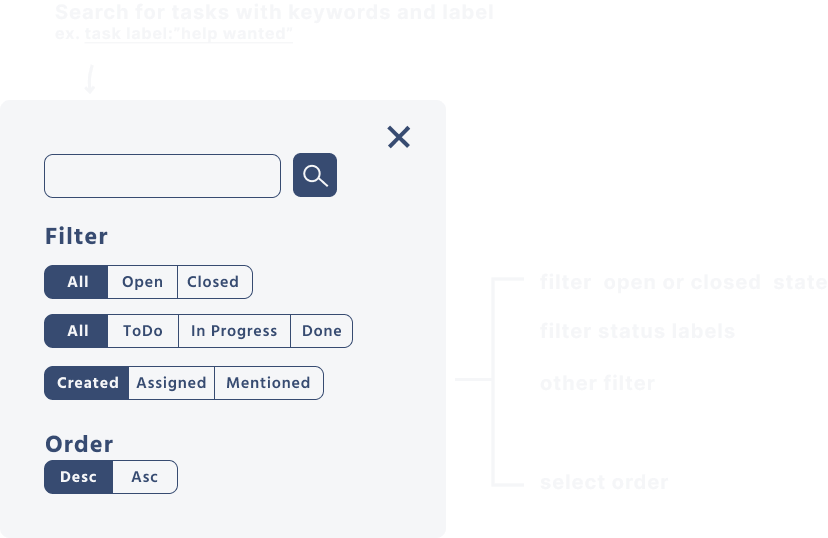 Search for tasks with keywords and label
ex. task label:"help wanted"
Filter
All Open Closed
filter open or closed state
All ToDo In Progress Done
filter status labels
Created Assigned Mentioned
other filter
Order
Desc Asc
select order